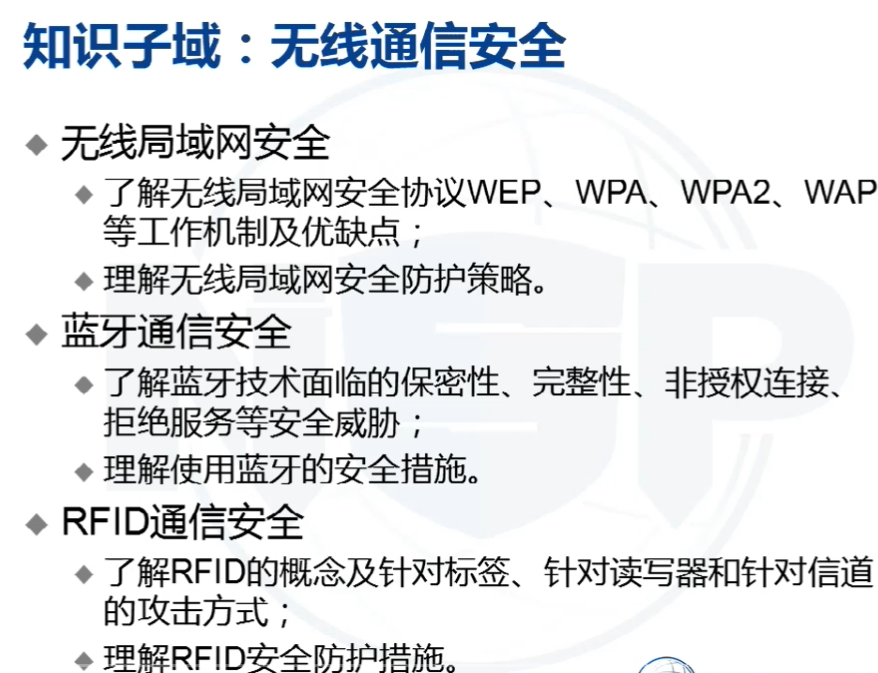 知识子域：无线通信安全
无线局域网安全
了解无线局域网安全协议WEP、WPA、WPA2、WAP
等工作机制及优缺点；
理解无线局域网安全防护策略。
蓝牙通信安全
了解蓝牙技术面临的保密性、完整性、非授权连接、
拒绝服务等安全威胁；
理解使用蓝牙的安全措施。
RFID通信安全
了解RFID的概念及针对标签、针对读写器和针对信道
的攻击方式；
理解RFID安全防护措施。